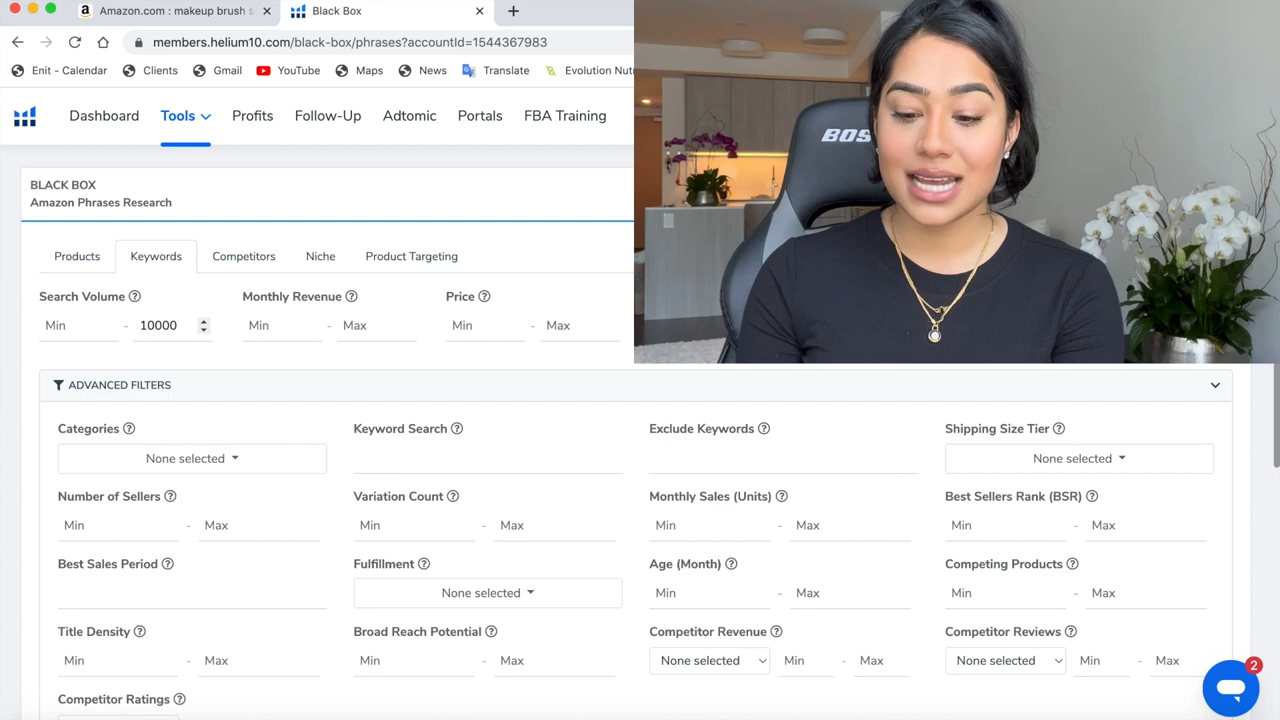 Amazon.com : makeup brush s
Black Box
members.helium10.com/black-box/phrases?accountId=1544367983
Enit - Calendar
Clients
Gmail
YouTube
Maps
News
Translate
Evolution Nutr
Dashboard
Tools
Profits
Follow-Up
Adtomic
Portals
FBA Training
BLACK BOX
Amazon Phrases Research
Products
Keywords
Competitors
Niche
Product Targeting
Search Volume
Monthly Revenue
Price
Min - 10000
Min - Max
Min - Max
BOS
ADVANCED FILTERS
Categories
Keyword Search
Exclude Keywords
Shipping Size Tier
None selected
None selected
Number of Sellers
Variation Count
Monthly Sales (Units)
Best Sellers Rank (BSR)
Min - Max
Min - Max
Min - Max
Min - Max
Best Sales Period
Fulfillment
Age (Month)
Competing Products
None selected
Min - Max
Min - Max
Title Density
Broad Reach Potential
Competitor Revenue
Competitor Reviews
Min - Max
Min - Max
None selected
Min - Max
None selected
Min - Max
Competitor Ratings
2